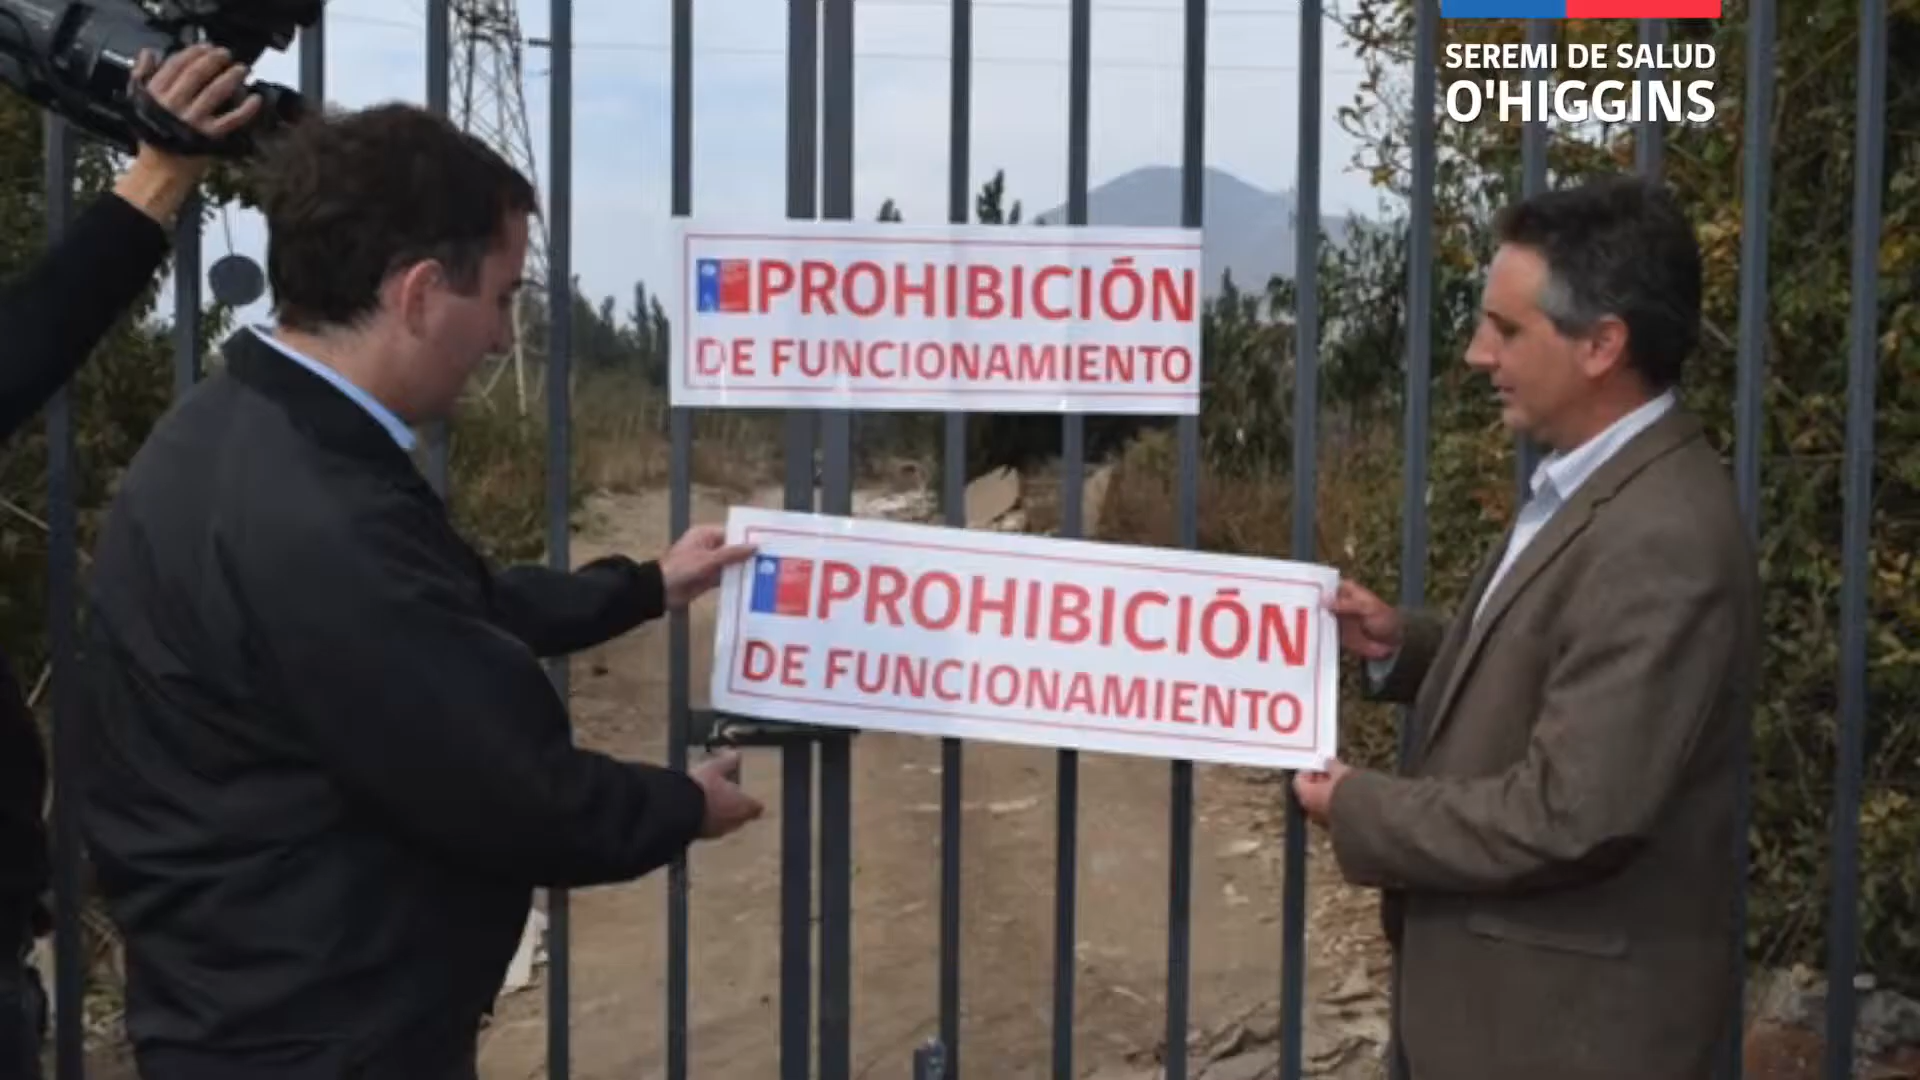 SEREMI DE SALUD
O'HIGGINS
PROHIBICIÓN
DE FUNCIONAMIENTO
PROHIBICIÓN
DE FUNCIONAMIENTO